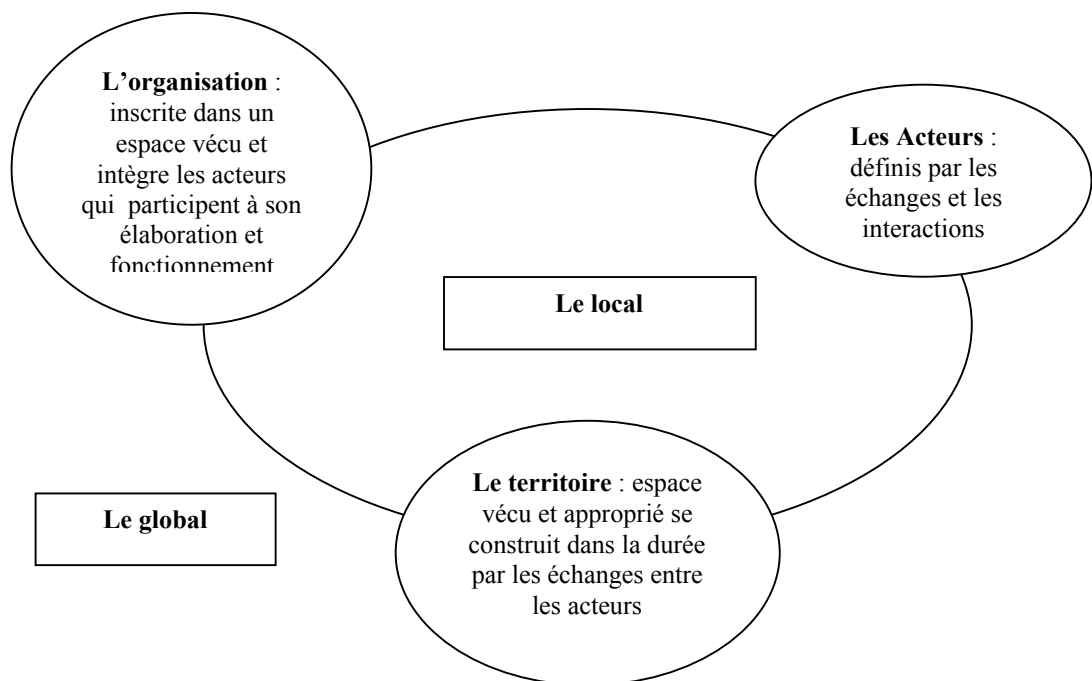 L'organisation :
inscrite dans un
espace vécu et
intègre les acteurs
qui participent à son
élaboration et
fonctionnement
Les Acteurs :
définis par les
échanges et les
interactions
Le local
Le territoire : espace
vécu et approprié se
construit dans la durée
par les échanges entre
les acteurs
Le global